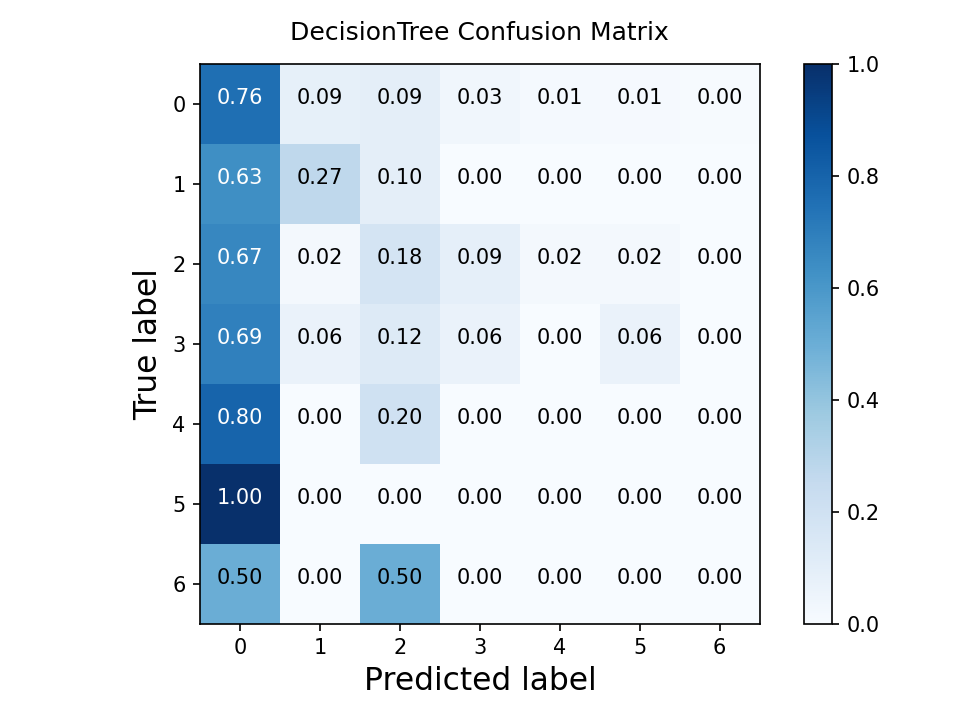 DecisionTree Confusion Matrix
0 0.76 0.09 0.09 0.03 0.01 0.01 0.00
1 0.63 0.27 0.10 0.00 0.00 0.00 0.00
2 0.67 0.02 0.18 0.09 0.02 0.02 0.00
3 0.69 0.06 0.12 0.06 0.00 0.06 0.00
4 0.80 0.00 0.20 0.00 0.00 0.00 0.00
5 1.00 0.00 0.00 0.00 0.00 0.00 0.00
6 0.50 0.00 0.50 0.00 0.00 0.00 0.00
0 1 2 3 4 5 6
True label
Predicted label
1.0
0.8
0.6
0.4
0.2
0.0